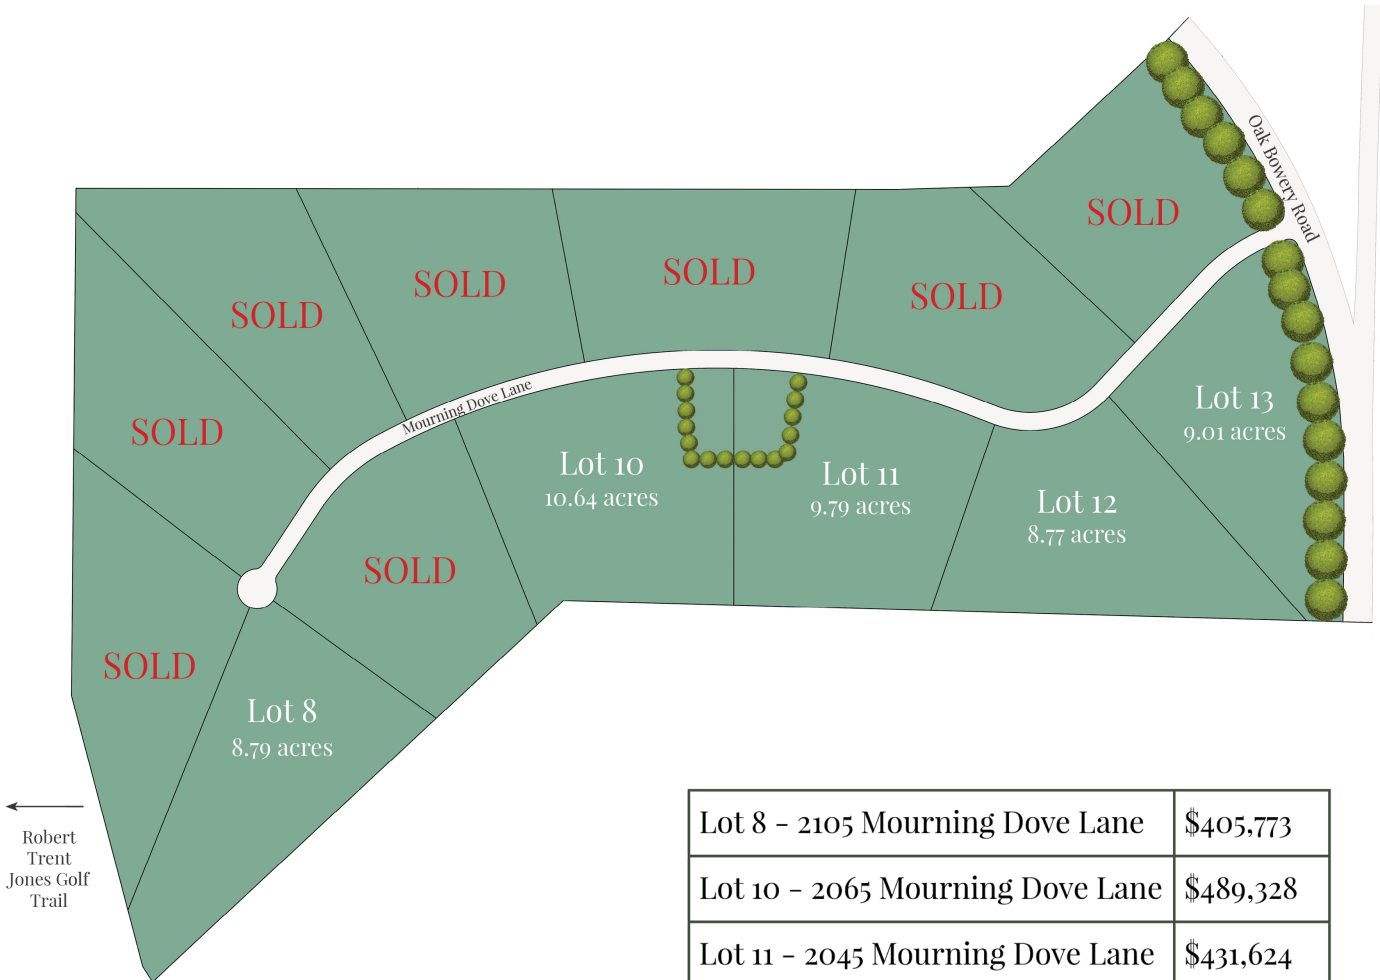 Oak Bowery Road
SOLD
SOLD
SOLD
SOLD
SOLD
Mourning Dove Lane
Lot 13
9.01 acres
SOLD
Lot 10
10.64 acres
Lot 11
9.79 acres
Lot 12
8.77 acres
SOLD
SOLD
Lot 8
8.79 acres
Robert
Trent
Jones Golf
Trail
Lot 8 - 2105 Mourning Dove Lane $405,773
Lot 10 - 2065 Mourning Dove Lane $489,328
Lot 11 - 2045 Mourning Dove Lane $431,624